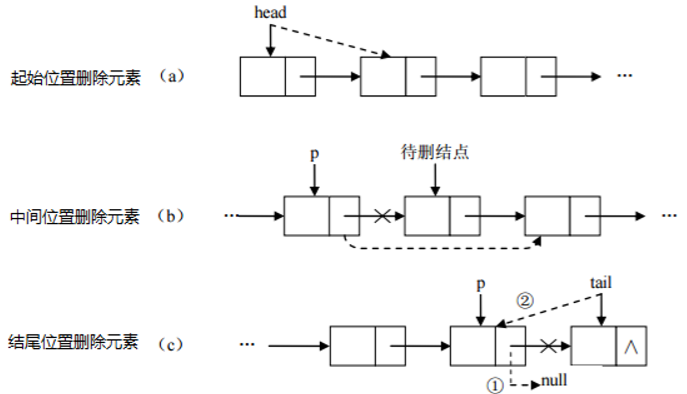 head
起始位置删除元素 （a） …
p 待删结点
中间位置删除元素 （b） … …
p ② tail
结尾位置删除元素 （c） … ∧
① null